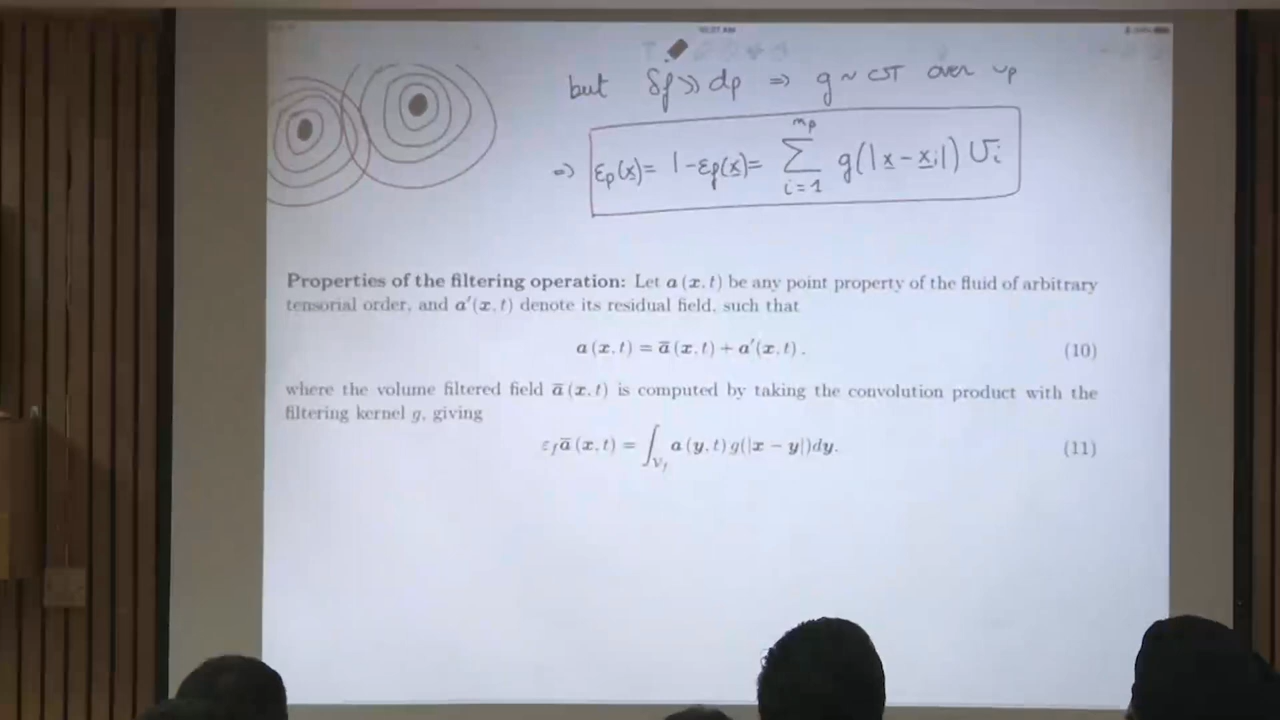 but δf >> dp ⇒ g ~ CST over vp
⇒ εp(x) = 1 - εf(x) = ∑_{i=1}^{np} g(|x - xi|) Vi
Properties of the filtering operation: Let a (x, t) be any point property of the fluid of arbitrary
tensorial order, and a′(x, t) denote its residual field, such that
a (x, t) = ā (x, t) + a′(x, t) . (10)
where the volume filtered field ā (x, t) is computed by taking the convolution product with the
filtering kernel g, giving
εf ā (x, t) = ∫_{Vf} a (y, t) g(|x − y|)dy. (11)